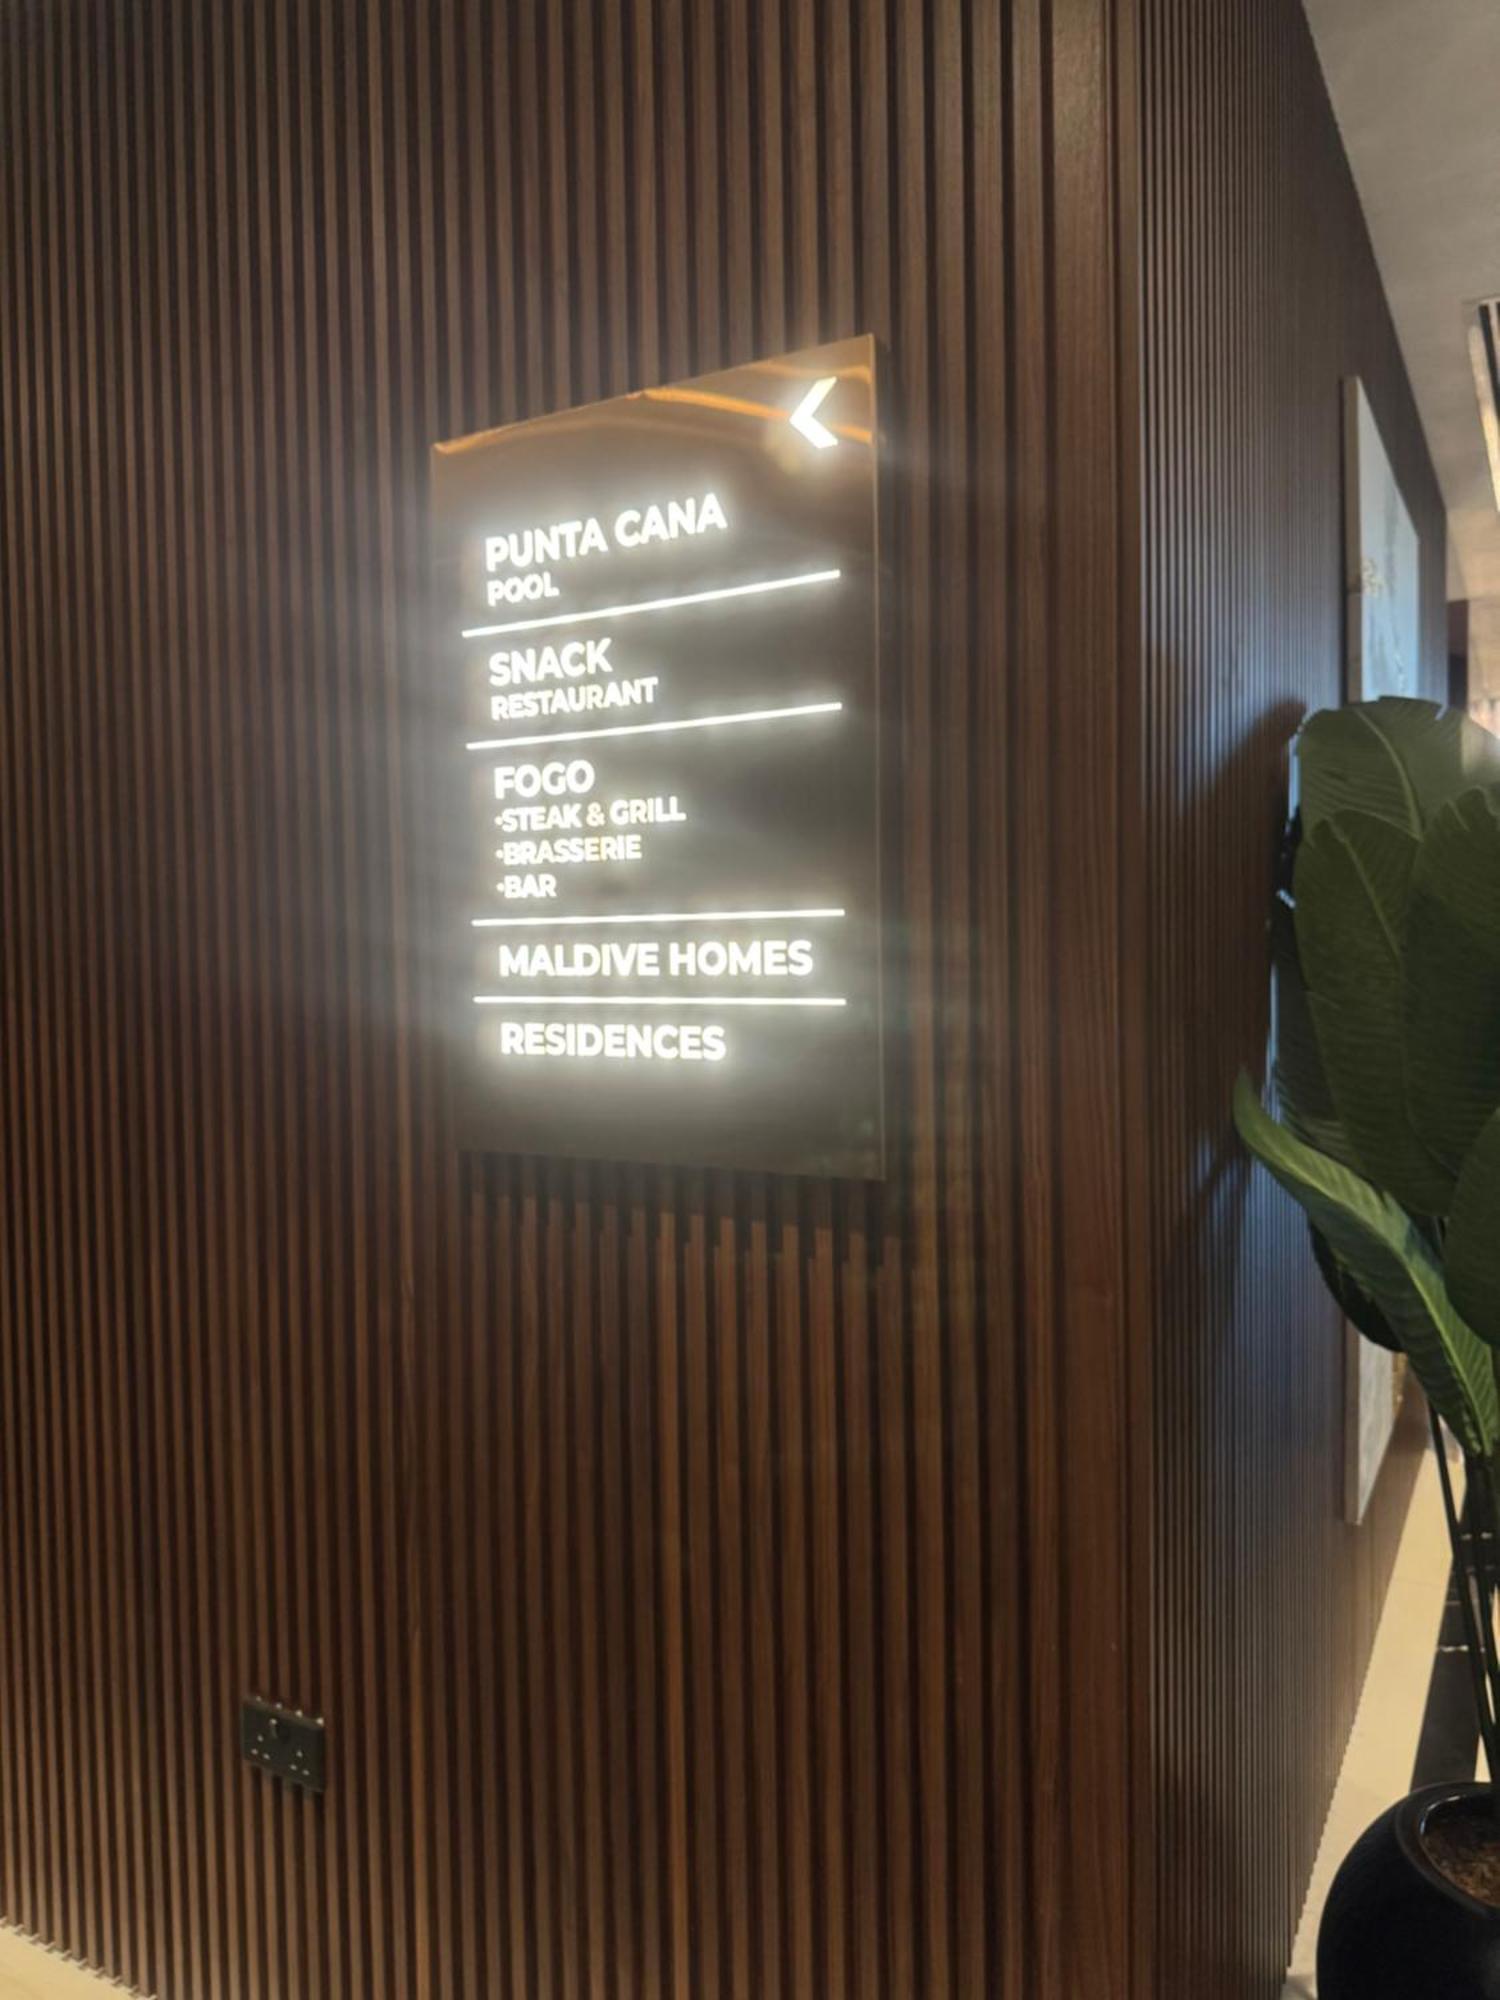 PUNTA CANA
POOL
SNACK
RESTAURANT
FOGO
•STEAK & GRILL
•BRASSERIE
•BAR
MALDIVE HOMES
RESIDENCES